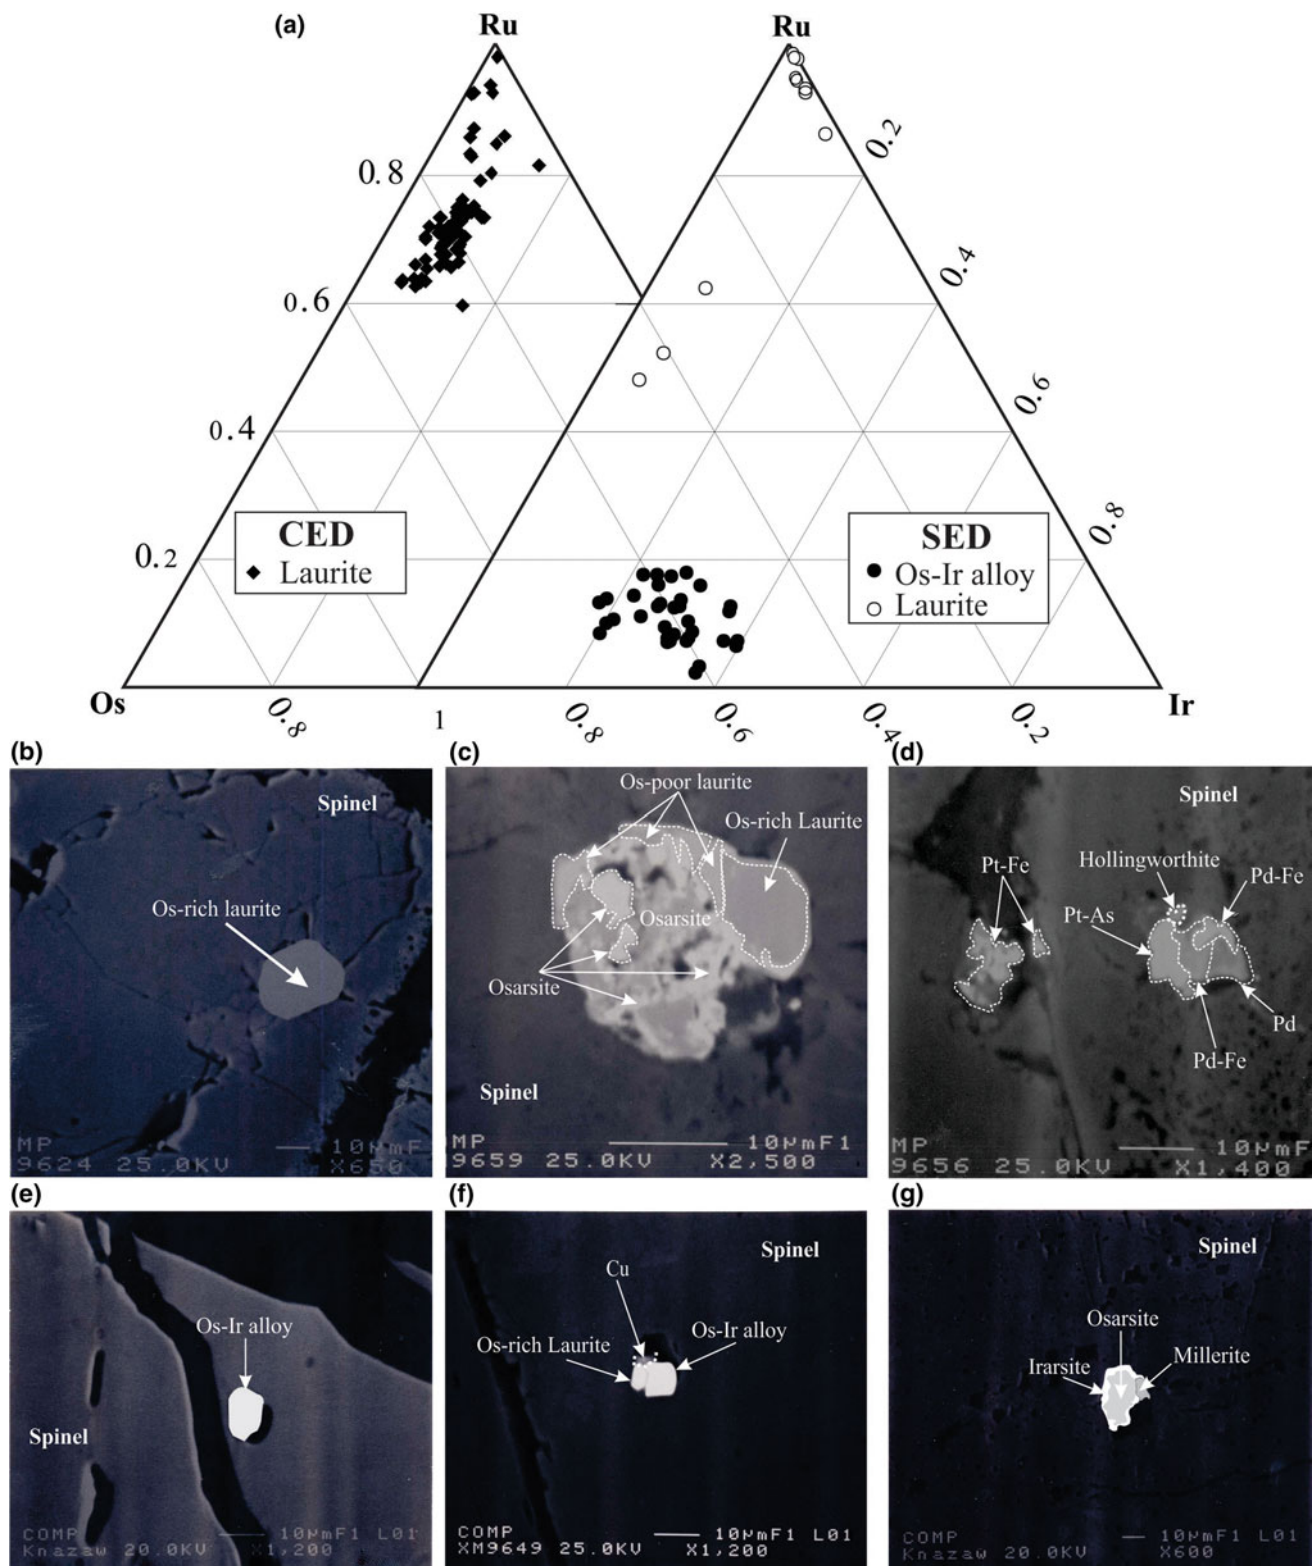 (a)
Ru
Ru
0.8
0.6
0.4
0.2
0.2
0.4
0.6
0.8
CED
Laurite
SED
Os-Ir alloy
Laurite
Os
Ir
0.8
1
0.8
0.6
0.4
0.2
(b)
Spinel
Os-rich laurite
MP
9624 25.0KV X650 10µmF
(c)
Os-poor laurite
Os-rich Laurite
Osarsite
Osarsite
Spinel
MP 10µmF1
9659 25.0KV X2,500
(d)
Spinel
Hollingworthite
Pt-Fe
Pd-Fe
Pt-As
Pd
Pd-Fe
MP 10µmF
9656 25.0KV X1,400
(e)
Os-Ir alloy
Spinel
COMP 10µmF1 L01
Knazaw 20.0KV X1,200
(f)
Spinel
Cu
Os-rich Laurite
Os-Ir alloy
COMP 10µmF1 L01
XM9649 25.0KV X1,200
(g)
Spinel
Osarsite
Irarsite
Millerite
COMP 10µmF1 L01
Knazaw 20.0KV X600